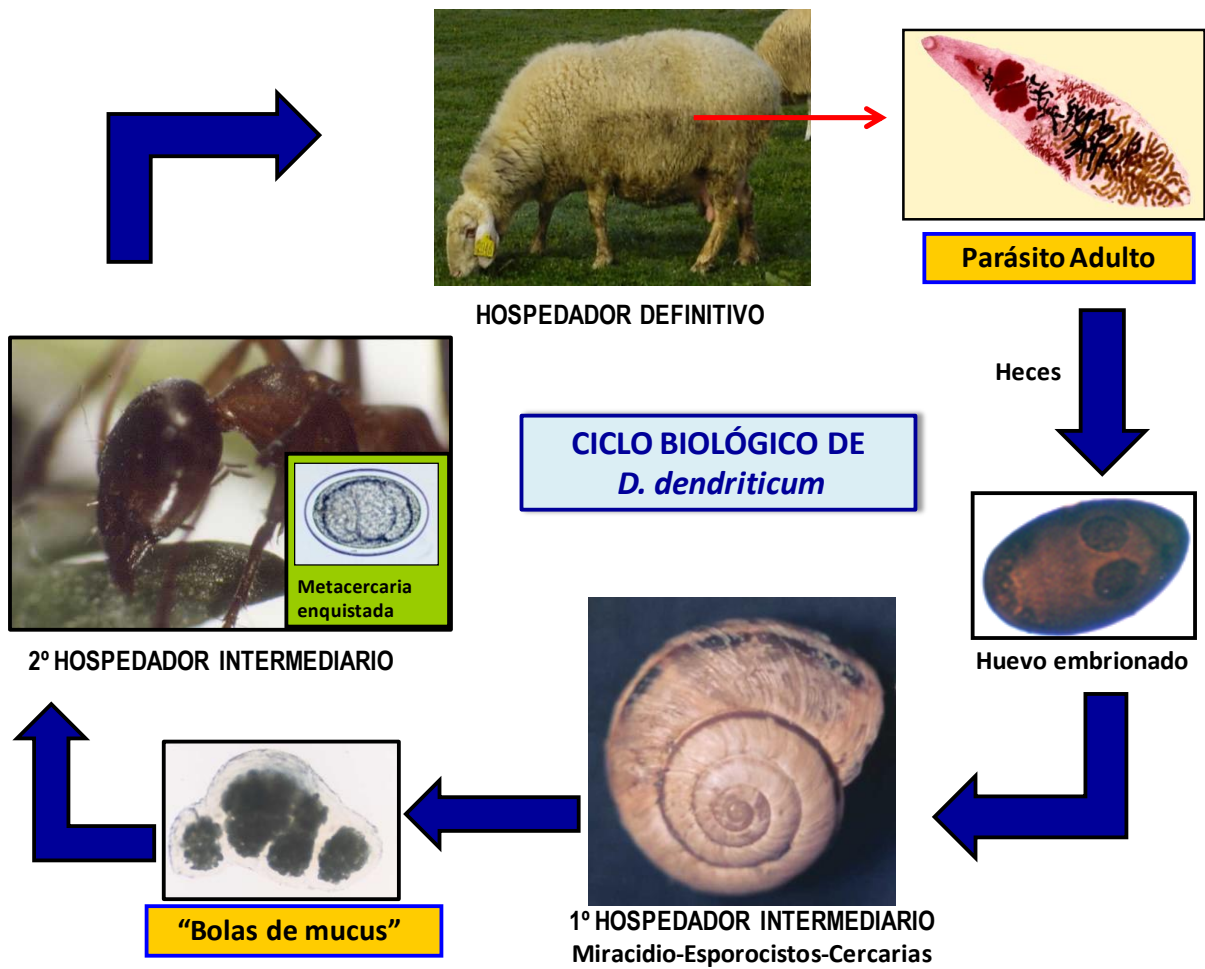 HOSPEDADOR DEFINITIVO
Parásito Adulto
Heces
CICLO BIOLÓGICO DE
D. dendriticum
Huevo embrionado
Metacercaria
enquistada
2º HOSPEDADOR INTERMEDIARIO
“Bolas de mucus”
1º HOSPEDADOR INTERMEDIARIO
Miracidio-Esporocistos-Cercarias